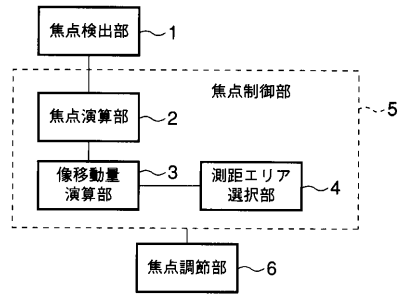 焦点検出部
1
焦点制御部
5
焦点演算部
2
像移動量
演算部
3
測距エリア
選択部
4
焦点調節部
6